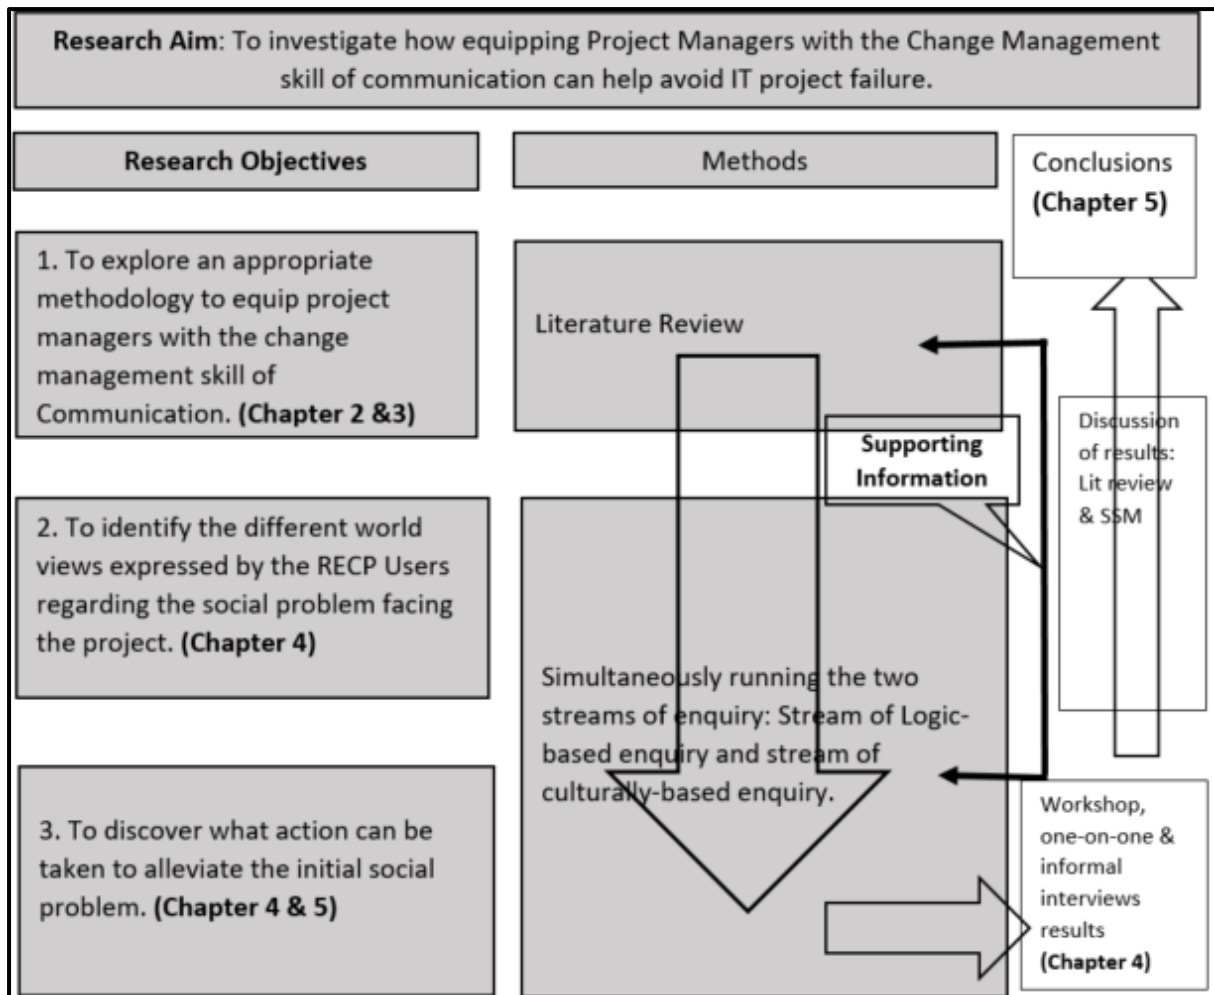 Research Aim: To investigate how equipping Project Managers with the Change Management
skill of communication can help avoid IT project failure.
Research Objectives
Methods
Conclusions
(Chapter 5)
1. To explore an appropriate
methodology to equip project
managers with the change
management skill of
Communication. (Chapter 2 &3)
Literature Review
Supporting
Information
Discussion
of results:
Lit review
& SSM
2. To identify the different world
views expressed by the RECP Users
regarding the social problem facing
the project. (Chapter 4)
Simultaneously running the two
streams of enquiry: Stream of Logic-
based enquiry and stream of
culturally-based enquiry.
3. To discover what action can be
taken to alleviate the initial social
problem. (Chapter 4 & 5)
Workshop,
one-on-one &
informal
interviews
results
(Chapter 4)